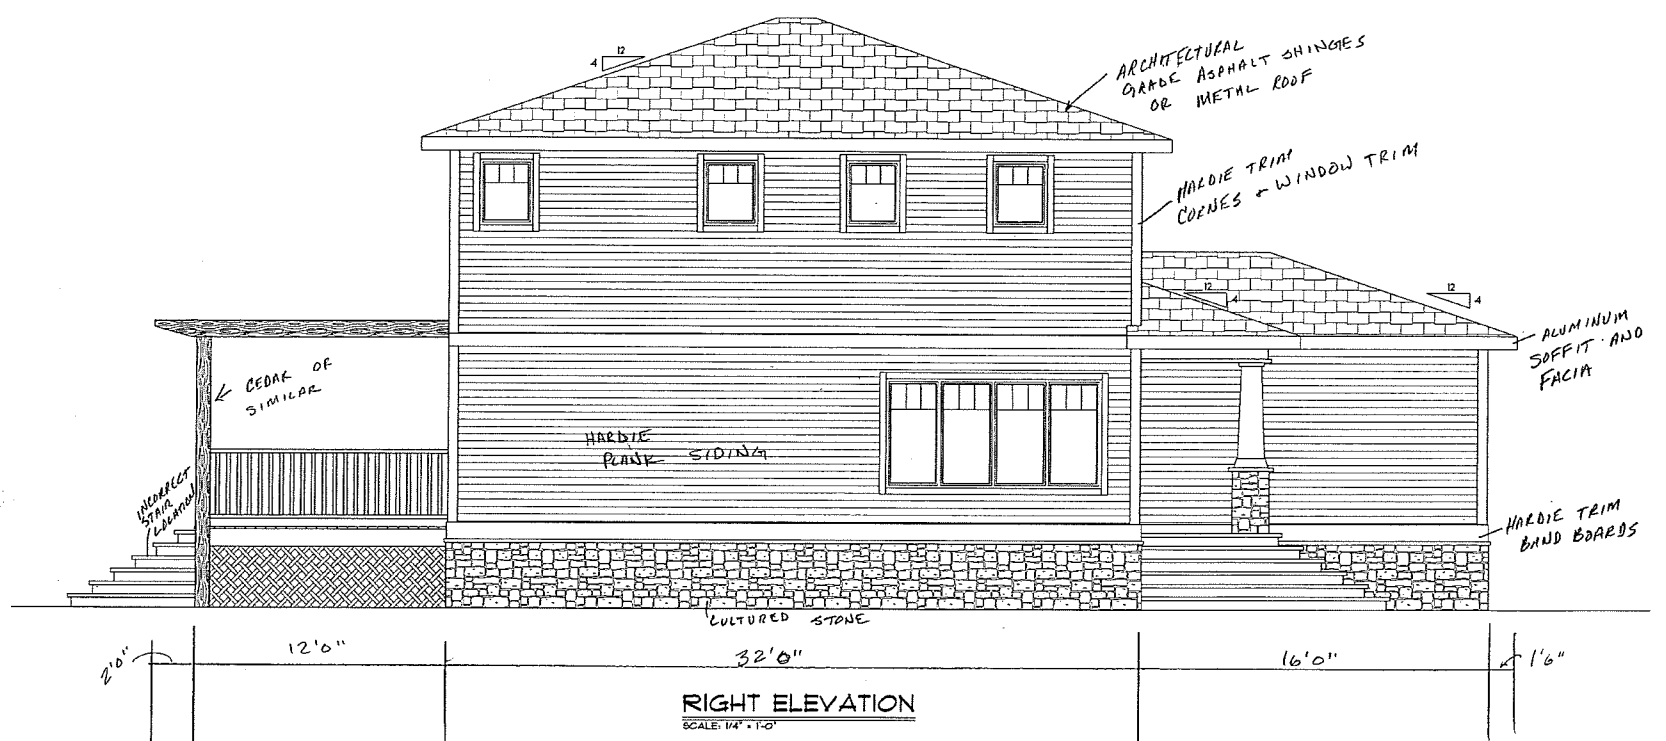 12
4
ARCHITECTURAL
GRADE ASPHALT SHINGES
OR METAL ROOF
HARDIE TRIM
CORNES & WINDOW TRIM
12
4
12
4
ALUMINUM
SOFFIT AND
FACIA
CEDAR OR
SIMILAR
HARDIE
PLANK SIDING
INCORRECT
STAIR
LOCATION
HARDIE TRIM
BAND BOARDS
CULTURED STONE
2'0"
12'0"
32'0"
16'0"
1'6"
RIGHT ELEVATION
SCALE: 1/4" = 1'-0"